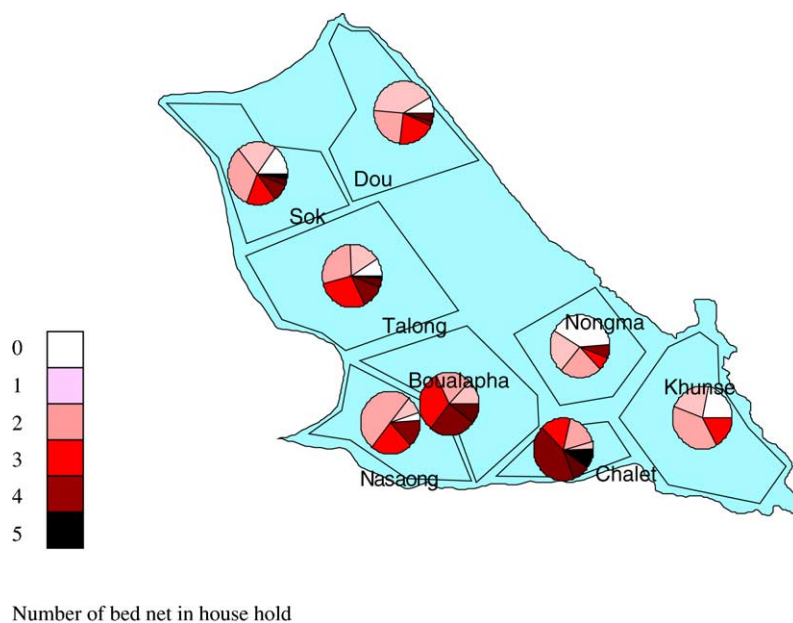 Dou
Sok
Talong
Nongma
Boualapha
Khunse
Nasaong
Chalet
0
1
2
3
4
5
Number of bed net in house hold